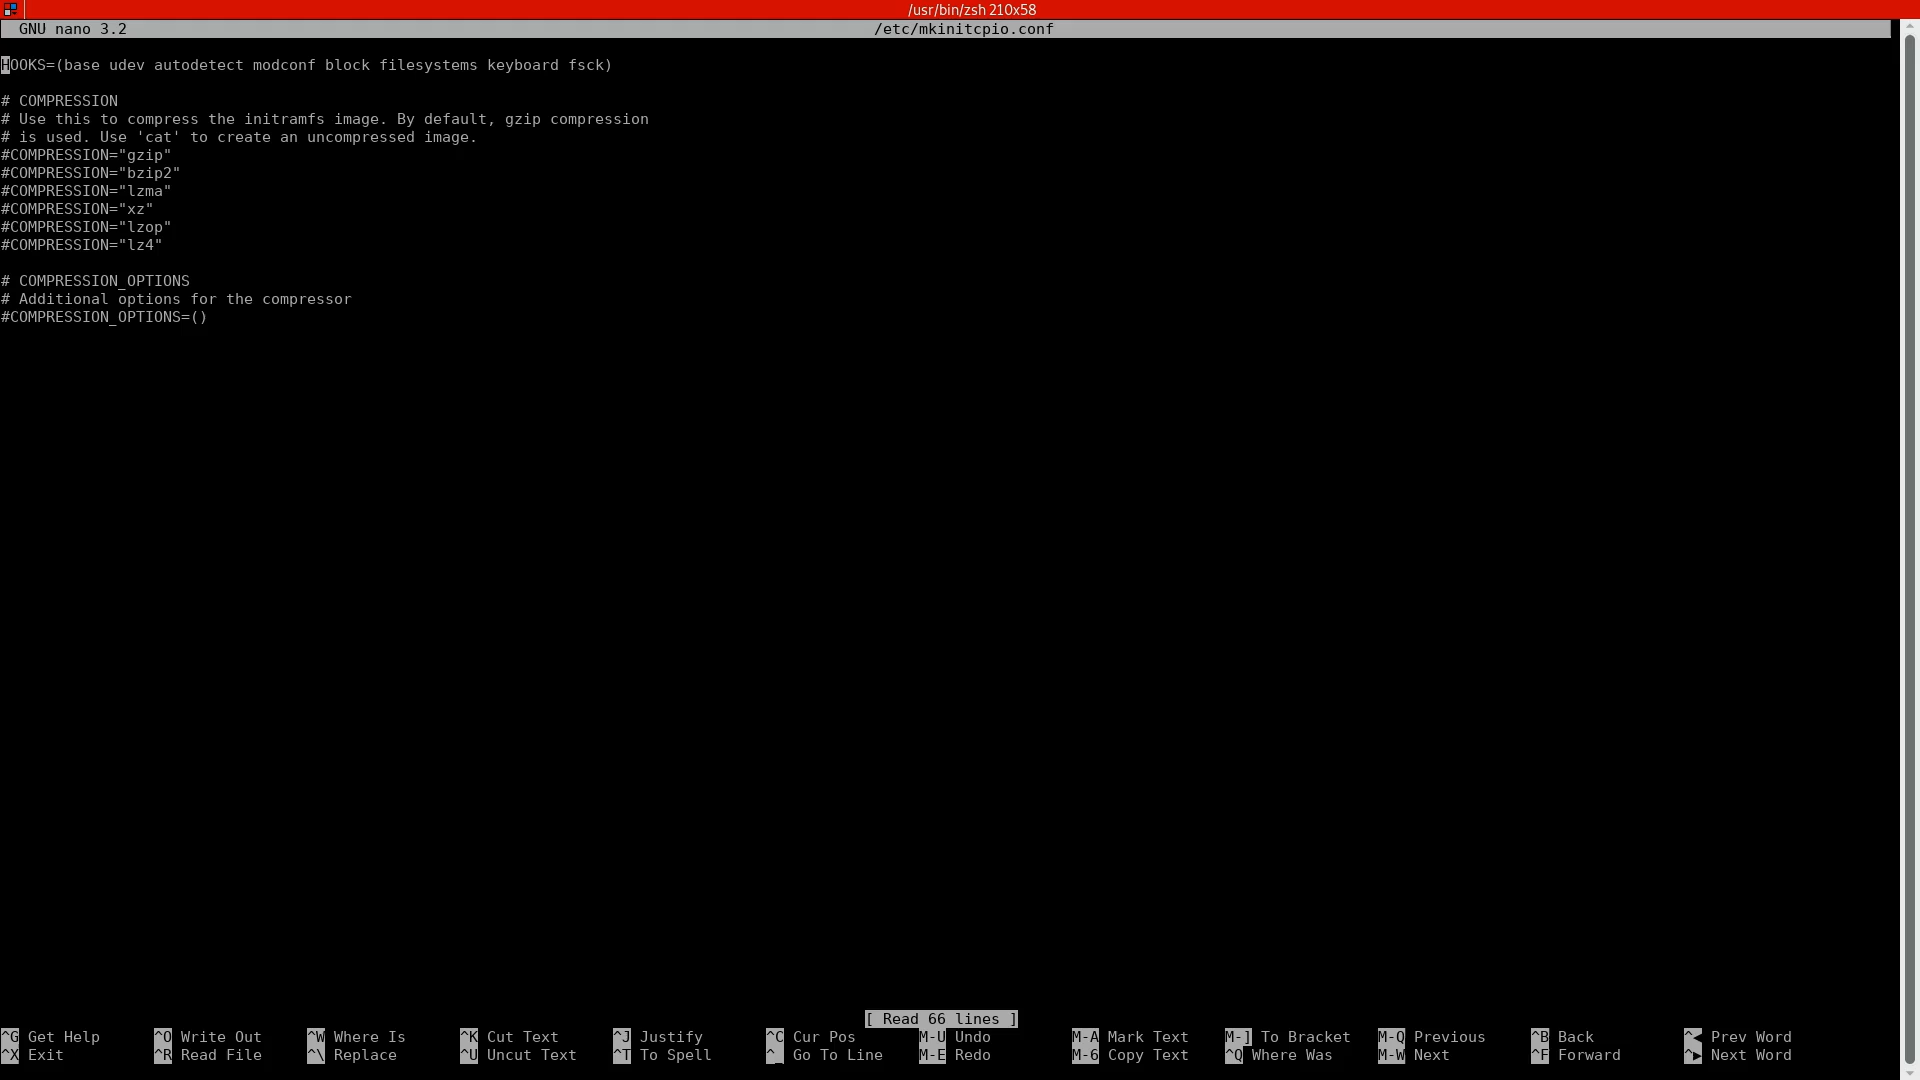 /usr/bin/zsh 210x58
GNU nano 3.2 /etc/mkinitcpio.conf
HOOKS=(base udev autodetect modconf block filesystems keyboard fsck)
# COMPRESSION
# Use this to compress the initramfs image. By default, gzip compression
# is used. Use 'cat' to create an uncompressed image.
#COMPRESSION="gzip"
#COMPRESSION="bzip2"
#COMPRESSION="lzma"
#COMPRESSION="xz"
#COMPRESSION="lzop"
#COMPRESSION="lz4"
# COMPRESSION_OPTIONS
# Additional options for the compressor
#COMPRESSION_OPTIONS=()
[ Read 66 lines ]
^G Get Help ^O Write Out ^W Where Is ^K Cut Text ^J Justify ^C Cur Pos M-U Undo M-A Mark Text M-] To Bracket M-Q Previous ^B Back ^◀ Prev Word
^X Exit ^R Read File ^\ Replace ^U Uncut Text ^T To Spell ^_ Go To Line M-E Redo M-6 Copy Text ^Q Where Was M-W Next ^F Forward ^▶ Next Word